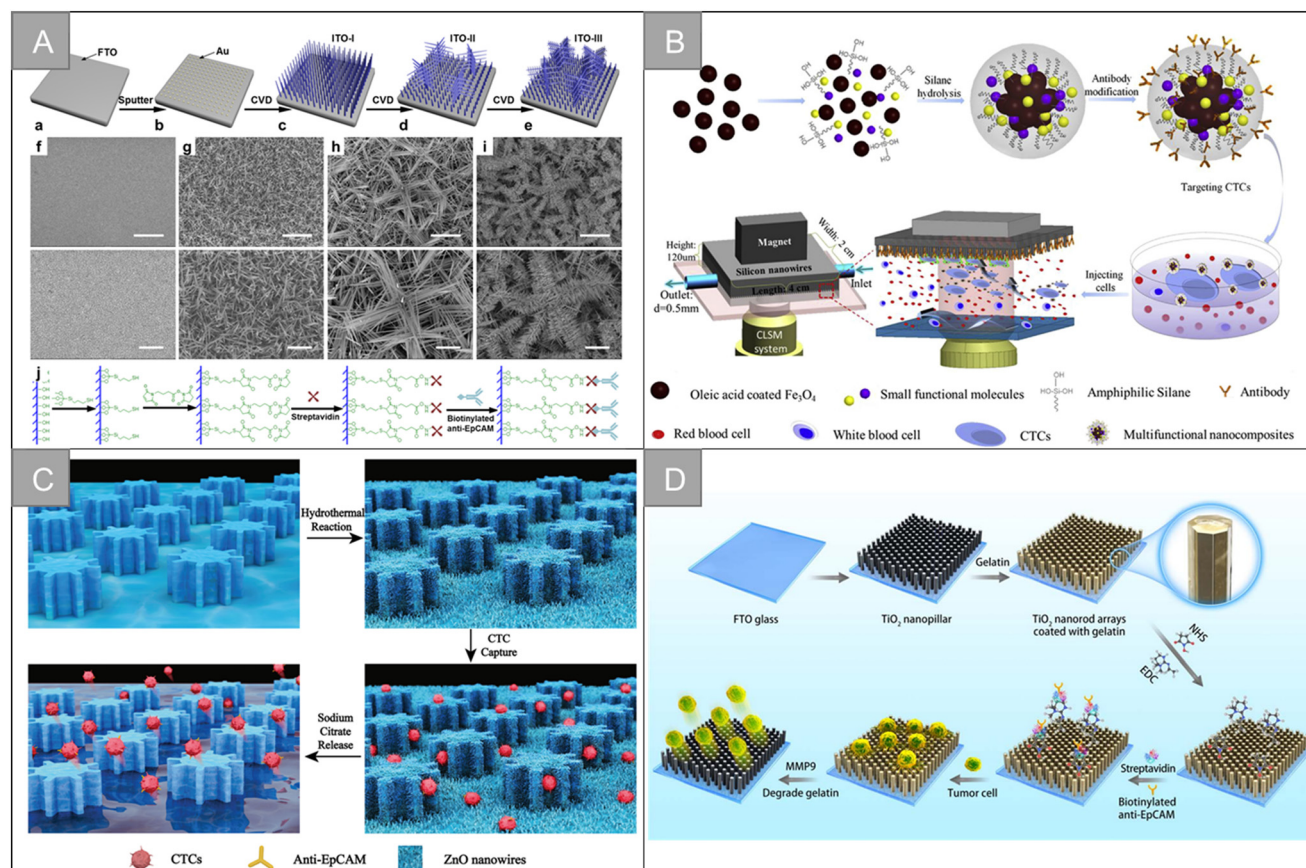 A
FTO
Au
ITO-I
ITO-II
ITO-III
Sputter
CVD
CVD
CVD
a
b
c
d
e
f
g
h
i
j
Streptavidin
Biotinylated
anti-EpCAM
B
Silane
hydrolysis
Antibody
modification
Targeting CTCs
Height:
120um
Magnet
Width: 2 cm
Silicon nanowires
Length: 4 cm
Inlet
Outlet:
d=0.5mm
CLSM
system
Injecting
cells
Oleic acid coated Fe3O4
Small functional molecules
Amphiphilic Silane
Antibody
Red blood cell
White blood cell
CTCs
Multifunctional nanocomposites
C
Hydrothermal
Reaction
CTC
Capture
Sodium
Citrate
Release
CTCs
Anti-EpCAM
ZnO nanowires
D
Gelatin
FTO glass
TiO2 nanopillar
TiO2 nanorod arrays
coated with gelatin
NHS
EDC
MMP9
Degrade gelatin
Tumor cell
Streptavidin
Biotinylated
anti-EpCAM